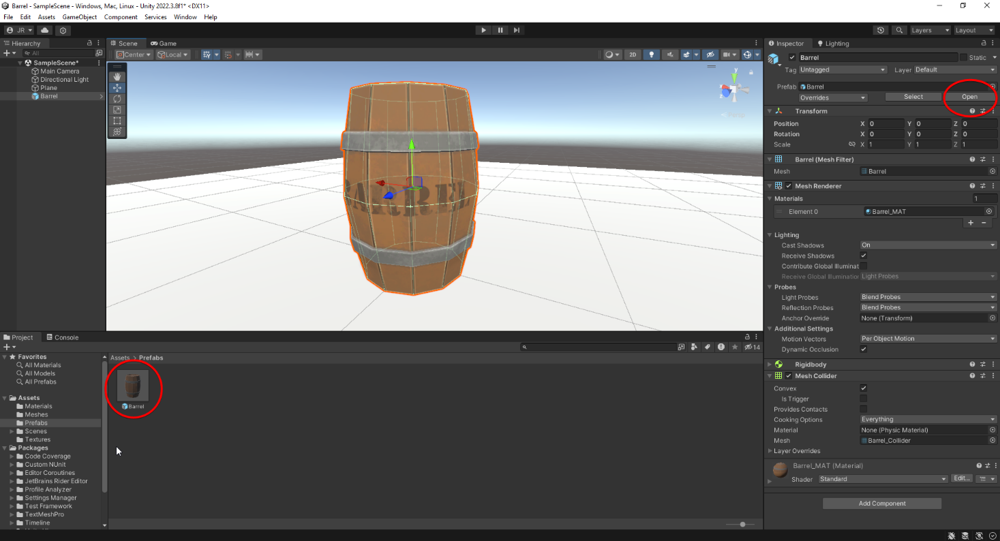 Barrel - SampleScene - Windows, Mac, Linux - Unity 2022.3.8f1* <DX11>
File Edit Assets GameObject Component Services Window Help
JR Layers Layout
Hierarchy
All
SampleScene*
Main Camera
Directional Light
Plane
Barrel
Scene Game
Center Local 2D
y
x
z
Persp
BARREL
Inspector Lighting
Barrel Static
Tag Untagged Layer Default
Prefab Barrel
Overrides Select Open
Transform
Position X 0 Y 0 Z 0
Rotation X 0 Y 0 Z 0
Scale X 1 Y 1 Z 1
Barrel (Mesh Filter)
Mesh Barrel
Mesh Renderer
Materials 1
Element 0 Barrel_MAT
Lighting
Cast Shadows On
Receive Shadows
Contribute Global Illuminat
Receive Global Illumination Light Probes
Probes
Light Probes Blend Probes
Reflection Probes Blend Probes
Anchor Override None (Transform)
Additional Settings
Motion Vectors Per Object Motion
Dynamic Occlusion
Rigidbody
Mesh Collider
Convex
Is Trigger
Provides Contacts
Cooking Options Everything
Material None (Physic Material)
Mesh Barrel_Collider
Layer Overrides
Barrel_MAT (Material)
Shader Standard Edit...
Add Component
Project Console
14
Favorites
All Materials
All Models
All Prefabs
Assets
Materials
Meshes
Prefabs
Scenes
Textures
Packages
Code Coverage
Custom NUnit
Editor Coroutines
JetBrains Rider Editor
Profile Analyzer
Settings Manager
Test Framework
TextMeshPro
Timeline
Assets > Prefabs
Barrel